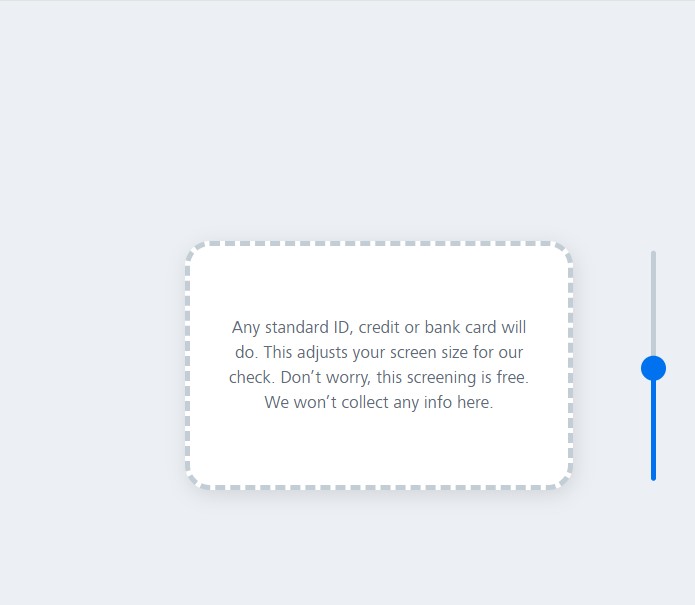 Any standard ID, credit or bank card will
do. This adjusts your screen size for our
check. Don’t worry, this screening is free.
We won’t collect any info here.